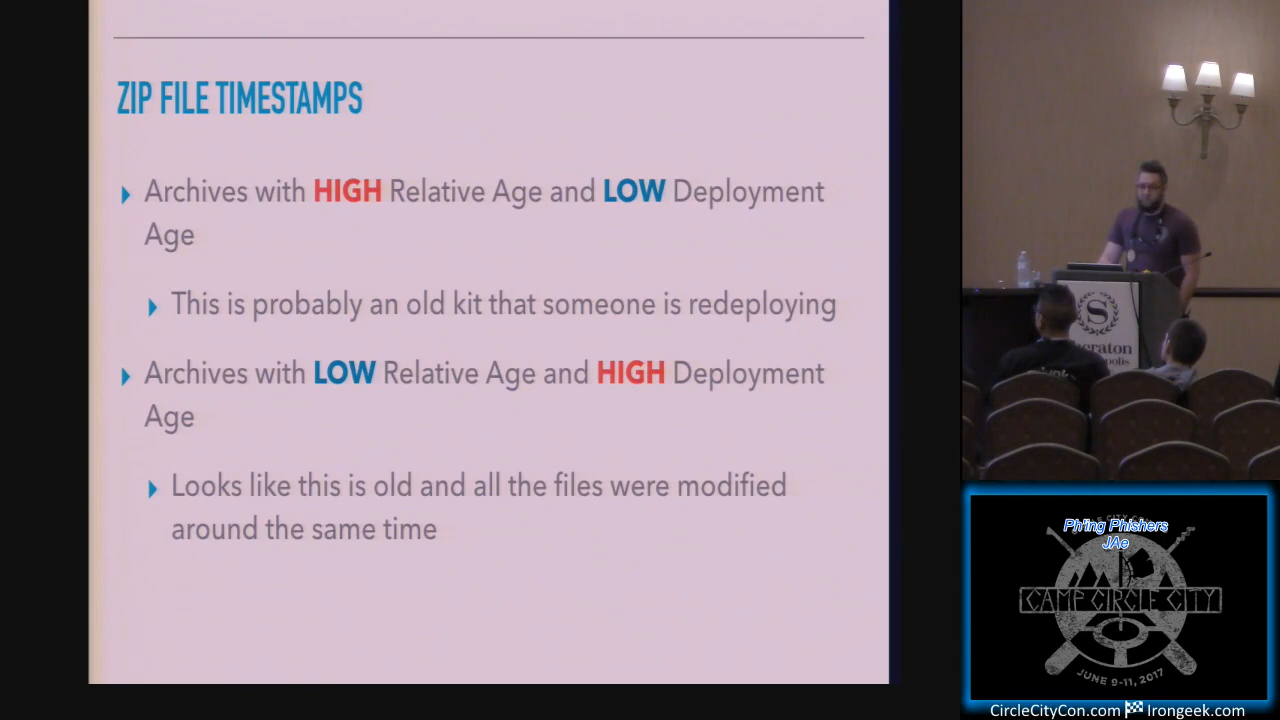 ZIP FILE TIMESTAMPS
Archives with HIGH Relative Age and LOW Deployment
Age
This is probably an old kit that someone is redeploying
Archives with LOW Relative Age and HIGH Deployment
Age
Looks like this is old and all the files were modified
around the same time
S
Ph'ing Phishers
JAe
CAMP CIRCLE CITY
JUNE 9-11, 2017
CircleCityCon.com Irongeek.com